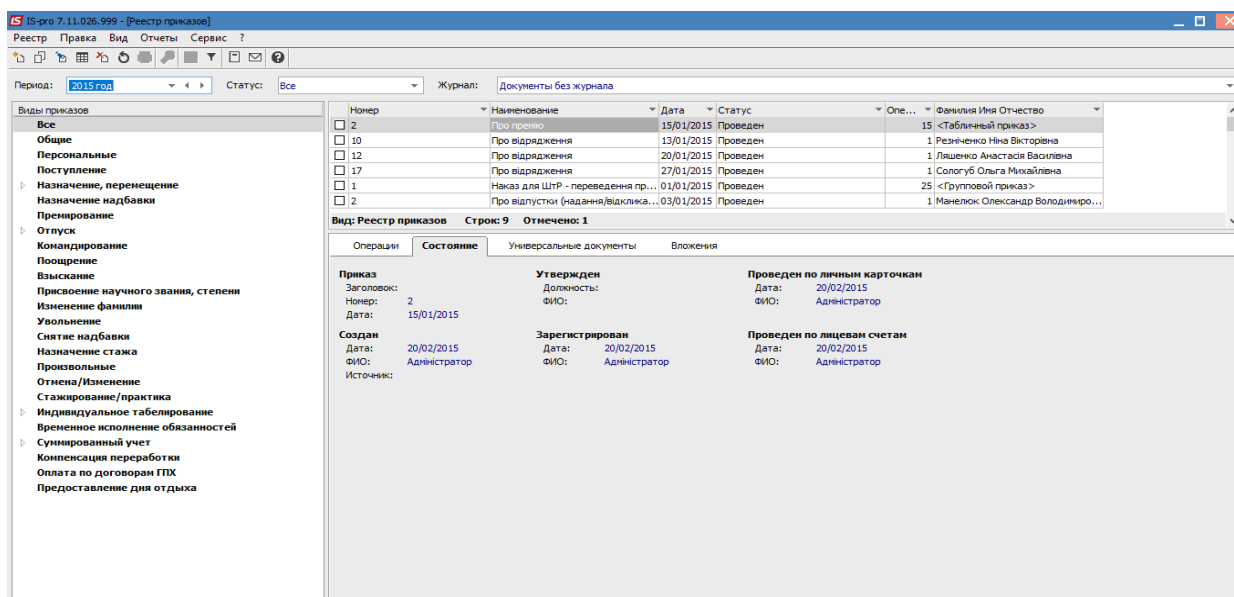 IS-pro 7.11.026.999 - [Реестр приказов]
Реестр Правка Вид Отчеты Сервис ?
Период: 2015 год Статус: Все Журнал: Документы без журнала
Виды приказов
Все
Общие
Персональные
Поступление
Назначение, перемещение
Назначение надбавки
Премирование
Отпуск
Командирование
Поощрение
Взыскание
Присвоение научного звания, степени
Изменение фамилии
Увольнение
Снятие надбавки
Назначение стажа
Произвольные
Отмена/Изменение
Стажирование/практика
Индивидуальное табелирование
Временное исполнение обязанностей
Суммированный учет
Компенсация переработки
Оплата по договорам ГПХ
Предоставление дня отдыха
Номер Наименование Дата Статус Опе... Фамилия Имя Отчество
2 Про премію 15/01/2015 Проведен 15 <Табличный приказ>
10 Про відрядження 13/01/2015 Проведен 1 Резніченко Ніна Вікторівна
12 Про відрядження 20/01/2015 Проведен 1 Ляшенко Анастасія Василівна
17 Про відрядження 27/01/2015 Проведен 1 Сологуб Ольга Михайлівна
1 Наказ для ШтР - переведення пр... 01/01/2015 Проведен 25 <Групповой приказ>
2 Про відпустки (надання/відклика... 03/01/2015 Проведен 1 Манелюк Олександр Володимиро...
Вид: Реестр приказов Строк: 9 Отмечено: 1
Операции Состояние Универсальные документы Вложения
Приказ Утвержден Проведен по личным карточкам
Заголовок: Должность: Дата: 20/02/2015
Номер: 2 ФИО: ФИО: Адміністратор
Дата: 15/01/2015
Создан Зарегистрирован Проведен по лицевам счетам
Дата: 20/02/2015 Дата: 20/02/2015 Дата: 20/02/2015
ФИО: Адміністратор ФИО: Адміністратор ФИО: Адміністратор
Источник: